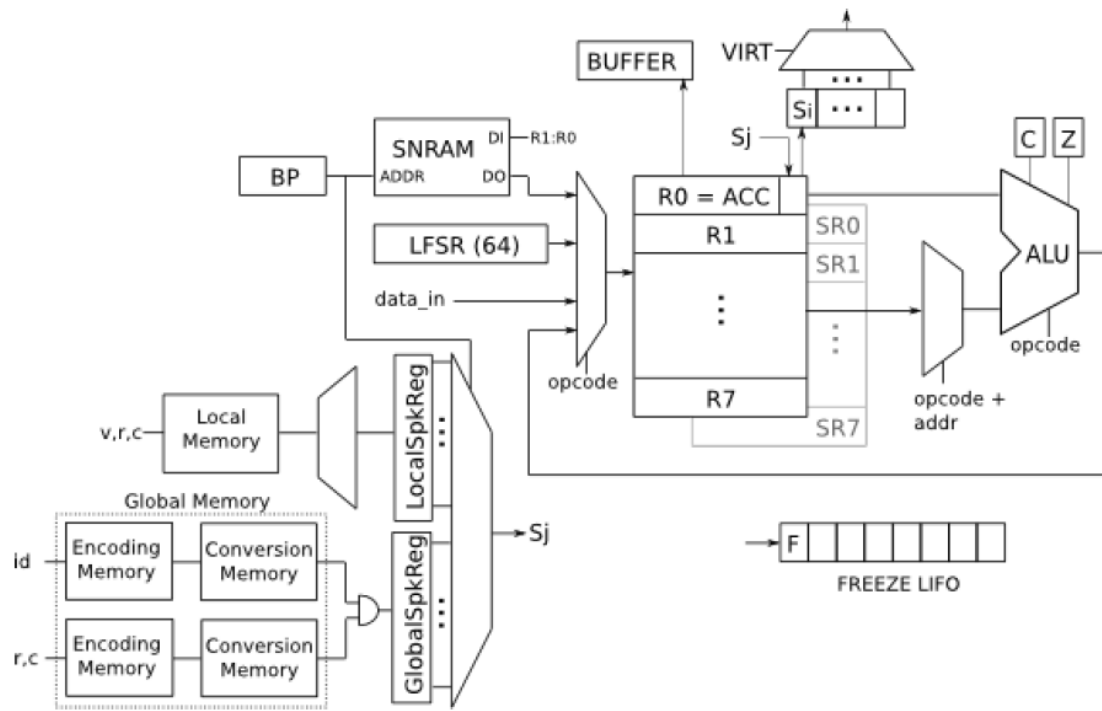 VIRT
BUFFER
Si
Sj
C
Z
DI
R1:R0
SNRAM
BP
ADDR
DO
R0 = ACC
SR0
LFSR (64)
R1
SR1
ALU
data_in
opcode
opcode
opcode +
addr
R7
SR7
v,r,c
Local
Memory
LocalSpkReg
Global Memory
id
Encoding
Memory
Conversion
Memory
Sj
F
FREEZE LIFO
GlobalSpkReg
r,c
Encoding
Memory
Conversion
Memory